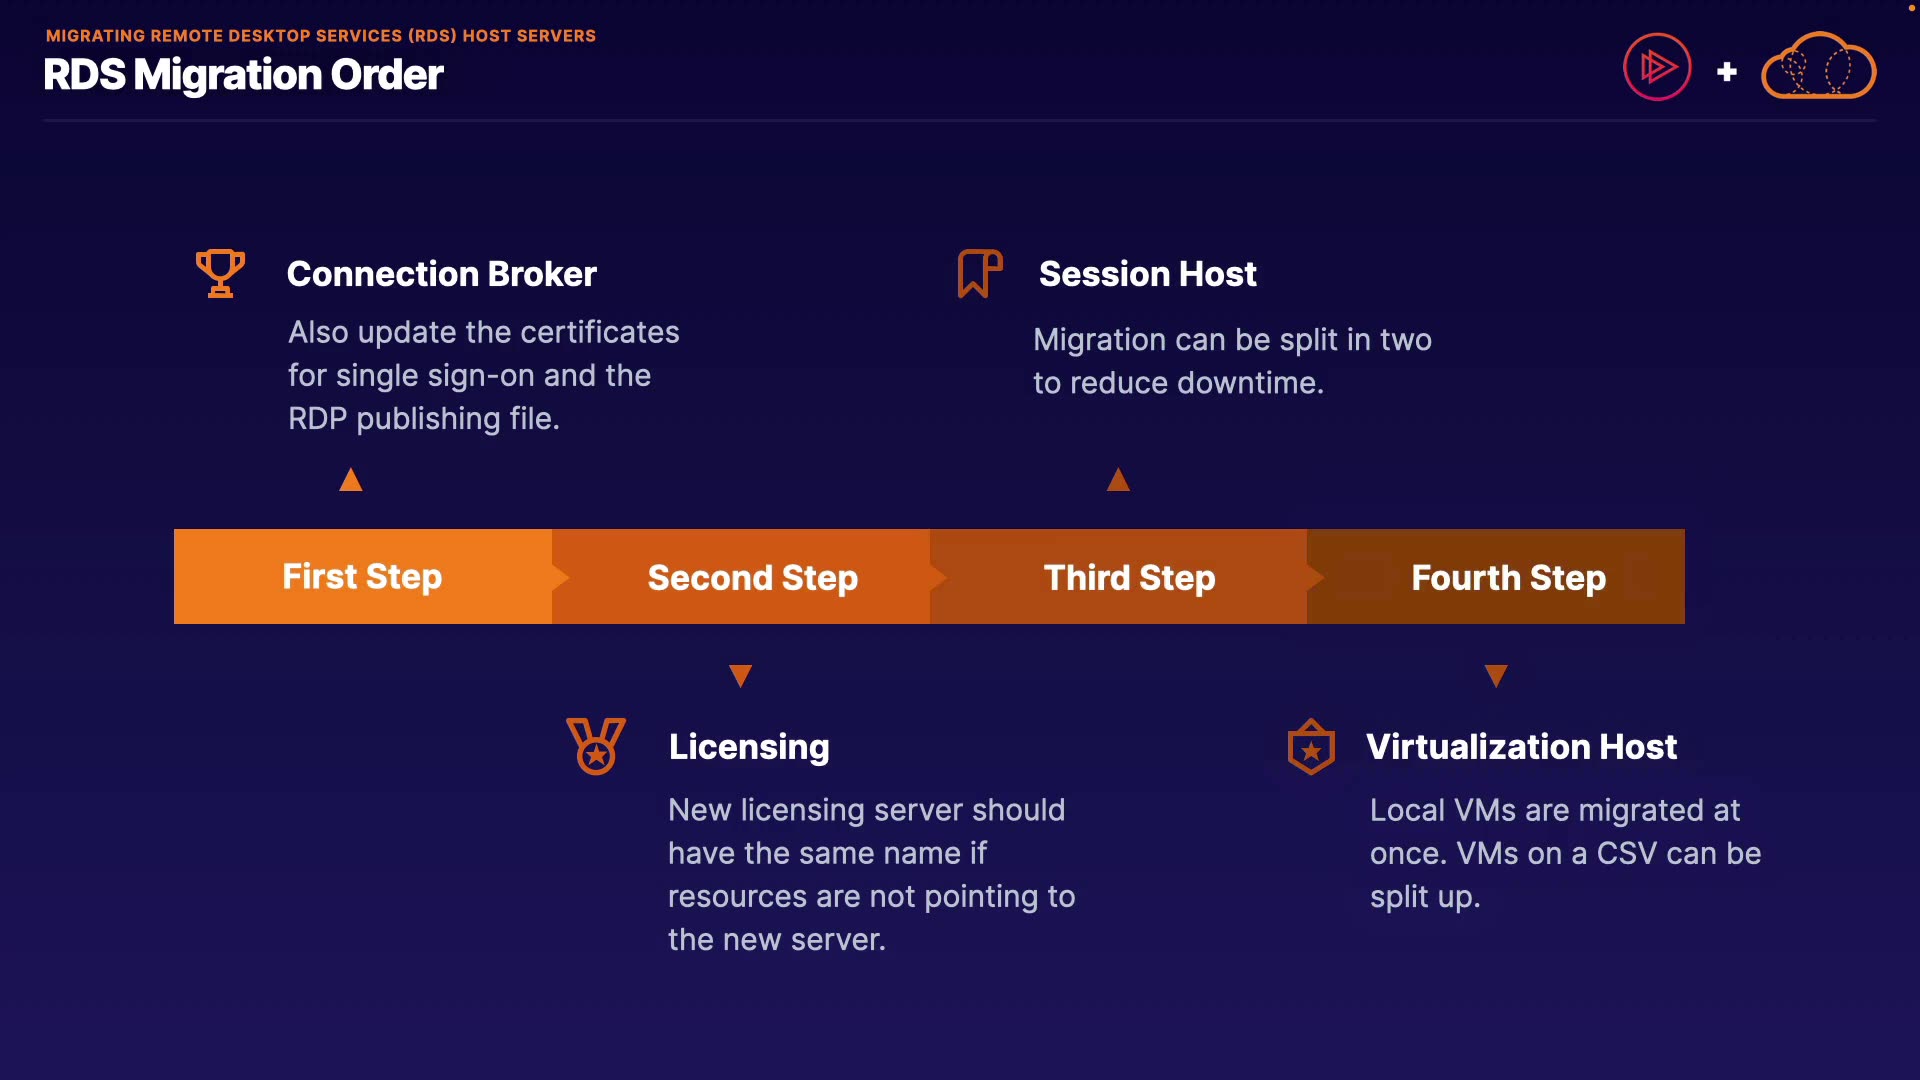 MIGRATING REMOTE DESKTOP SERVICES (RDS) HOST SERVERS
RDS Migration Order
Connection Broker
Also update the certificates
for single sign-on and the
RDP publishing file.
Session Host
Migration can be split in two
to reduce downtime.
First Step
Second Step
Third Step
Fourth Step
Licensing
New licensing server should
have the same name if
resources are not pointing to
the new server.
Virtualization Host
Local VMs are migrated at
once. VMs on a CSV can be
split up.